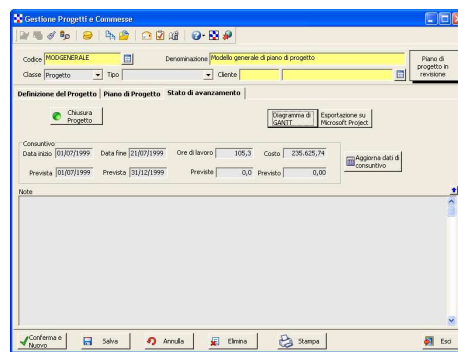 Gestione Progetti e Commesse
Codice MODGENERALE Denominazione Modello generale di piano di progetto
Piano di progetto in revisione
Classe Progetto Tipo Cliente
Definizione del Progetto Piano di Progetto Stato di avanzamento
Chiusura Progetto
Diagramma di GANTT
Esportazione su Microsoft Project
Consuntivo
Data inizio 01/07/1999 Data fine 21/07/1999 Ore di lavoro 105,3 Costo 235.625,74
Aggiorna dati di consuntivo
Prevista 01/07/1999 Prevista 31/12/1999 Previste 0,0 Previsto 0,00
Note
Conferma e Nuovo
Salva
Annulla
Elimina
Stampa
Esci